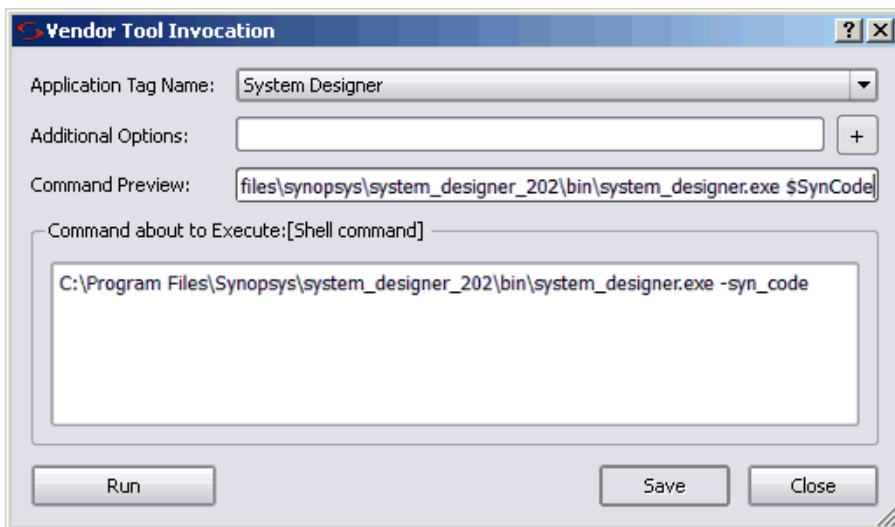 Vendor Tool Invocation
Application Tag Name: System Designer
Additional Options: +
Command Preview: files\synopsys\system_designer_202\bin\system_designer.exe $SynCode
Command about to Execute:[Shell command]
C:\Program Files\Synopsys\system_designer_202\bin\system_designer.exe -syn_code
Run Save Close